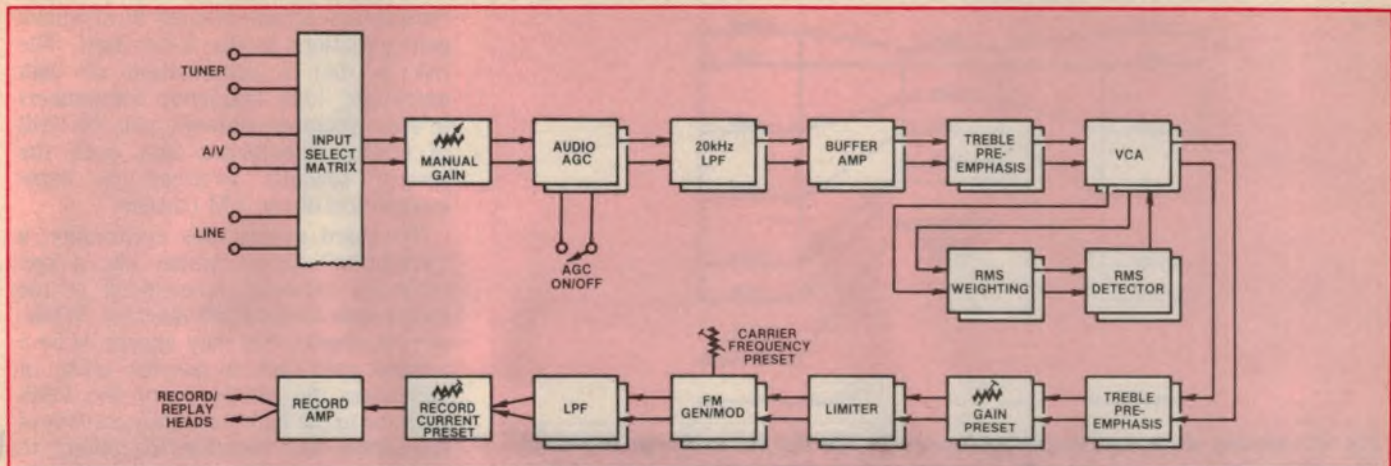 TUNER
A/V
LINE
INPUT
SELECT
MATRIX
MANUAL
GAIN
AUDIO
AGC
AGC
ON/OFF
20kHz
LPF
BUFFER
AMP
TREBLE
PRE-
EMPHASIS
VCA
RMS
WEIGHTING
RMS
DETECTOR
TREBLE
PRE-
EMPHASIS
GAIN
PRESET
LIMITER
CARRIER
FREQUENCY
PRESET
FM
GEN/MOD
LPF
RECORD
CURRENT
PRESET
RECORD
AMP
RECORD/
REPLAY
HEADS